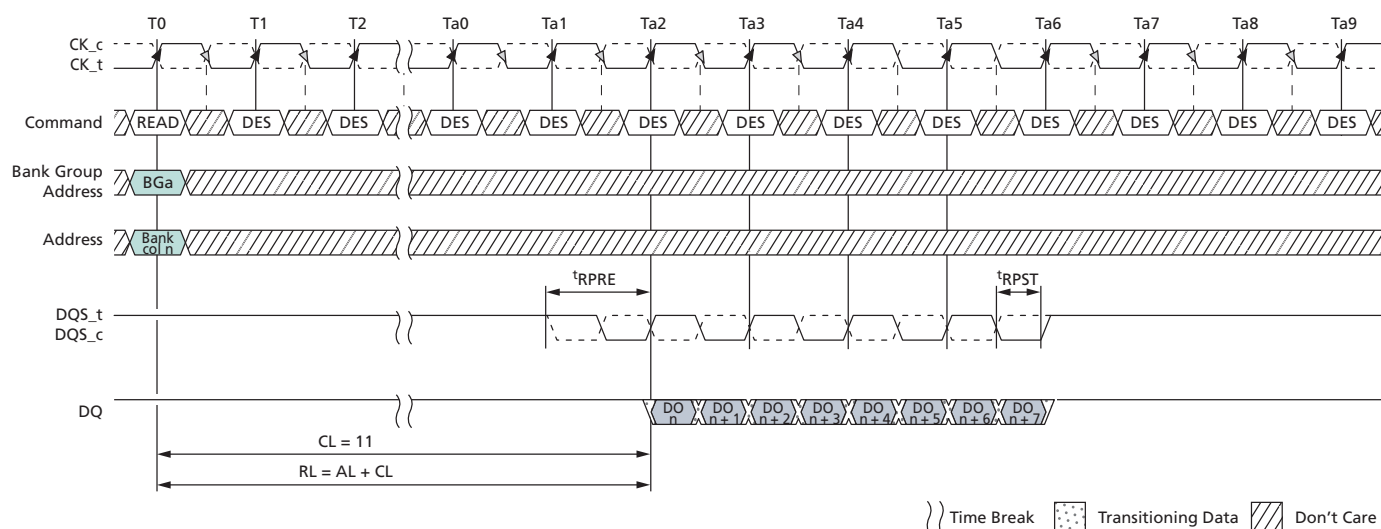 T0 T1 T2 Ta0 Ta1 Ta2 Ta3 Ta4 Ta5 Ta6 Ta7 Ta8 Ta9
CK_c
CK_t
Command READ DES DES DES DES DES DES DES DES DES DES DES DES
Bank Group
Address
BGa
Address
Bank
col n
tRPRE tRPST
DQS_t
DQS_c
DQ
DO DO DO DO DO DO DO DO
n n + 1 n + 2 n + 3 n + 4 n + 5 n + 6 n + 7
CL = 11
RL = AL + CL
Time Break Transitioning Data Don’t Care